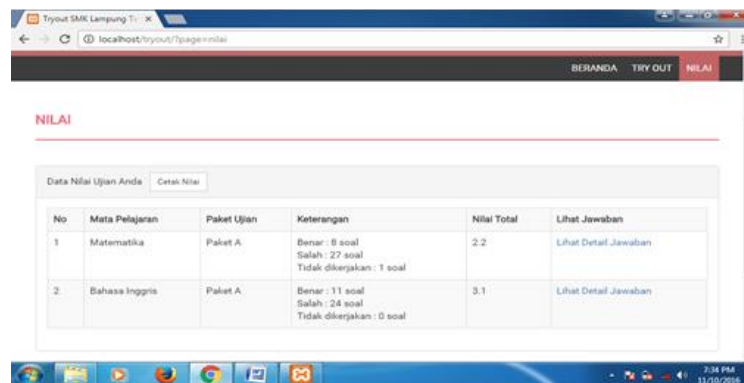 Tryout SMK Lampung T
localhost/tryout/?page=nilai
BERANDA TRY OUT NILAI
NILAI
Data Nilai Ujian Anda Cetak Nilai
No Mata Pelajaran Paket Ujian Keterangan Nilai Total Lihat Jawaban
1 Matematika Paket A Benar : 8 soal 2.2 Lihat Detail Jawaban
Salah : 27 soal
Tidak dikerjakan : 1 soal
2 Bahasa Inggris Paket A Benar : 11 soal 3.1 Lihat Detail Jawaban
Salah : 24 soal
Tidak dikerjakan : 0 soal
7:34 PM
11/10/2016